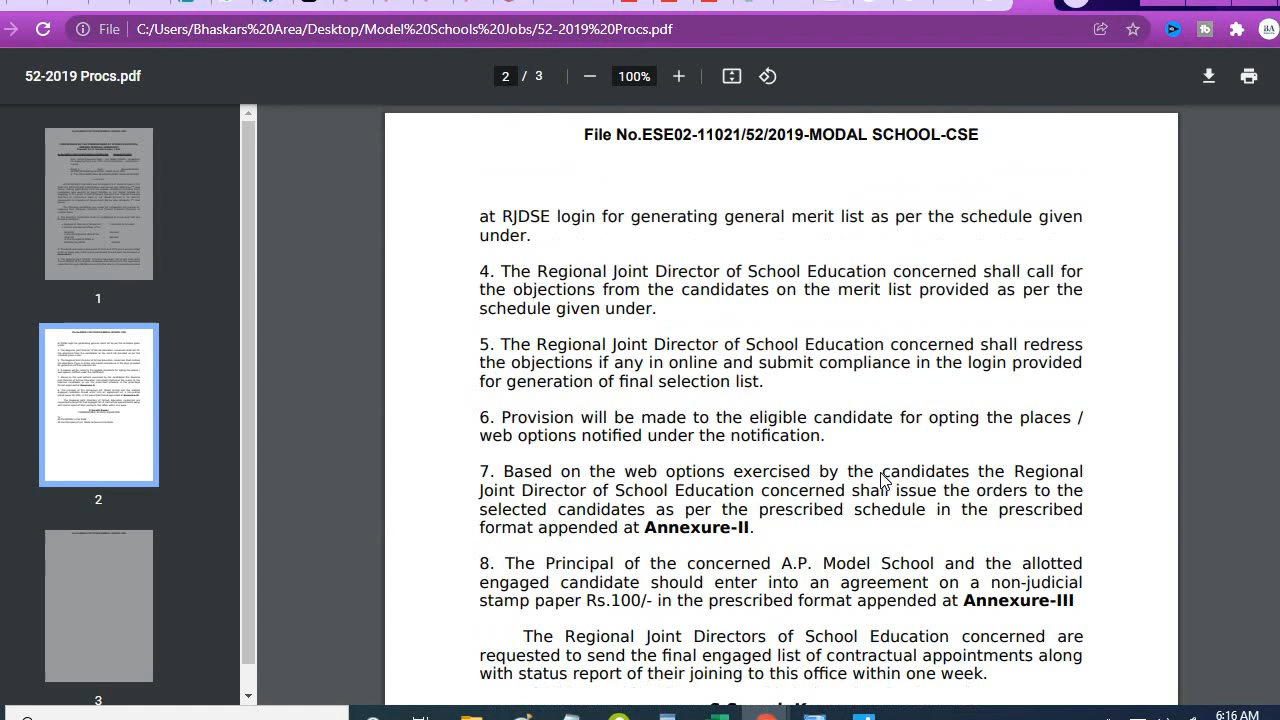 File C:/Users/Bhaskars%20Area/Desktop/Model%20Schools%20Jobs/52-2019%20Procs.pdf
52-2019 Procs.pdf
2 / 3
100%
1
2
3
File No.ESE02-11021/52/2019-MODAL SCHOOL-CSE
at RJDSE login for generating general merit list as per the schedule given
under.
4. The Regional Joint Director of School Education concerned shall call for
the objections from the candidates on the merit list provided as per the
schedule given under.
5. The Regional Joint Director of School Education concerned shall redress
the objections if any in online and submit compliance in the login provided
for generation of final selection list.
6. Provision will be made to the eligible candidate for opting the places /
web options notified under the notification.
7. Based on the web options exercised by the candidates the Regional
Joint Director of School Education concerned shall issue the orders to the
selected candidates as per the prescribed schedule in the prescribed
format appended at Annexure-II.
8. The Principal of the concerned A.P. Model School and the allotted
engaged candidate should enter into an agreement on a non-judicial
stamp paper Rs.100/- in the prescribed format appended at Annexure-III
The Regional Joint Directors of School Education concerned are
requested to send the final engaged list of contractual appointments along
with status report of their joining to this office within one week.
6:16 AM